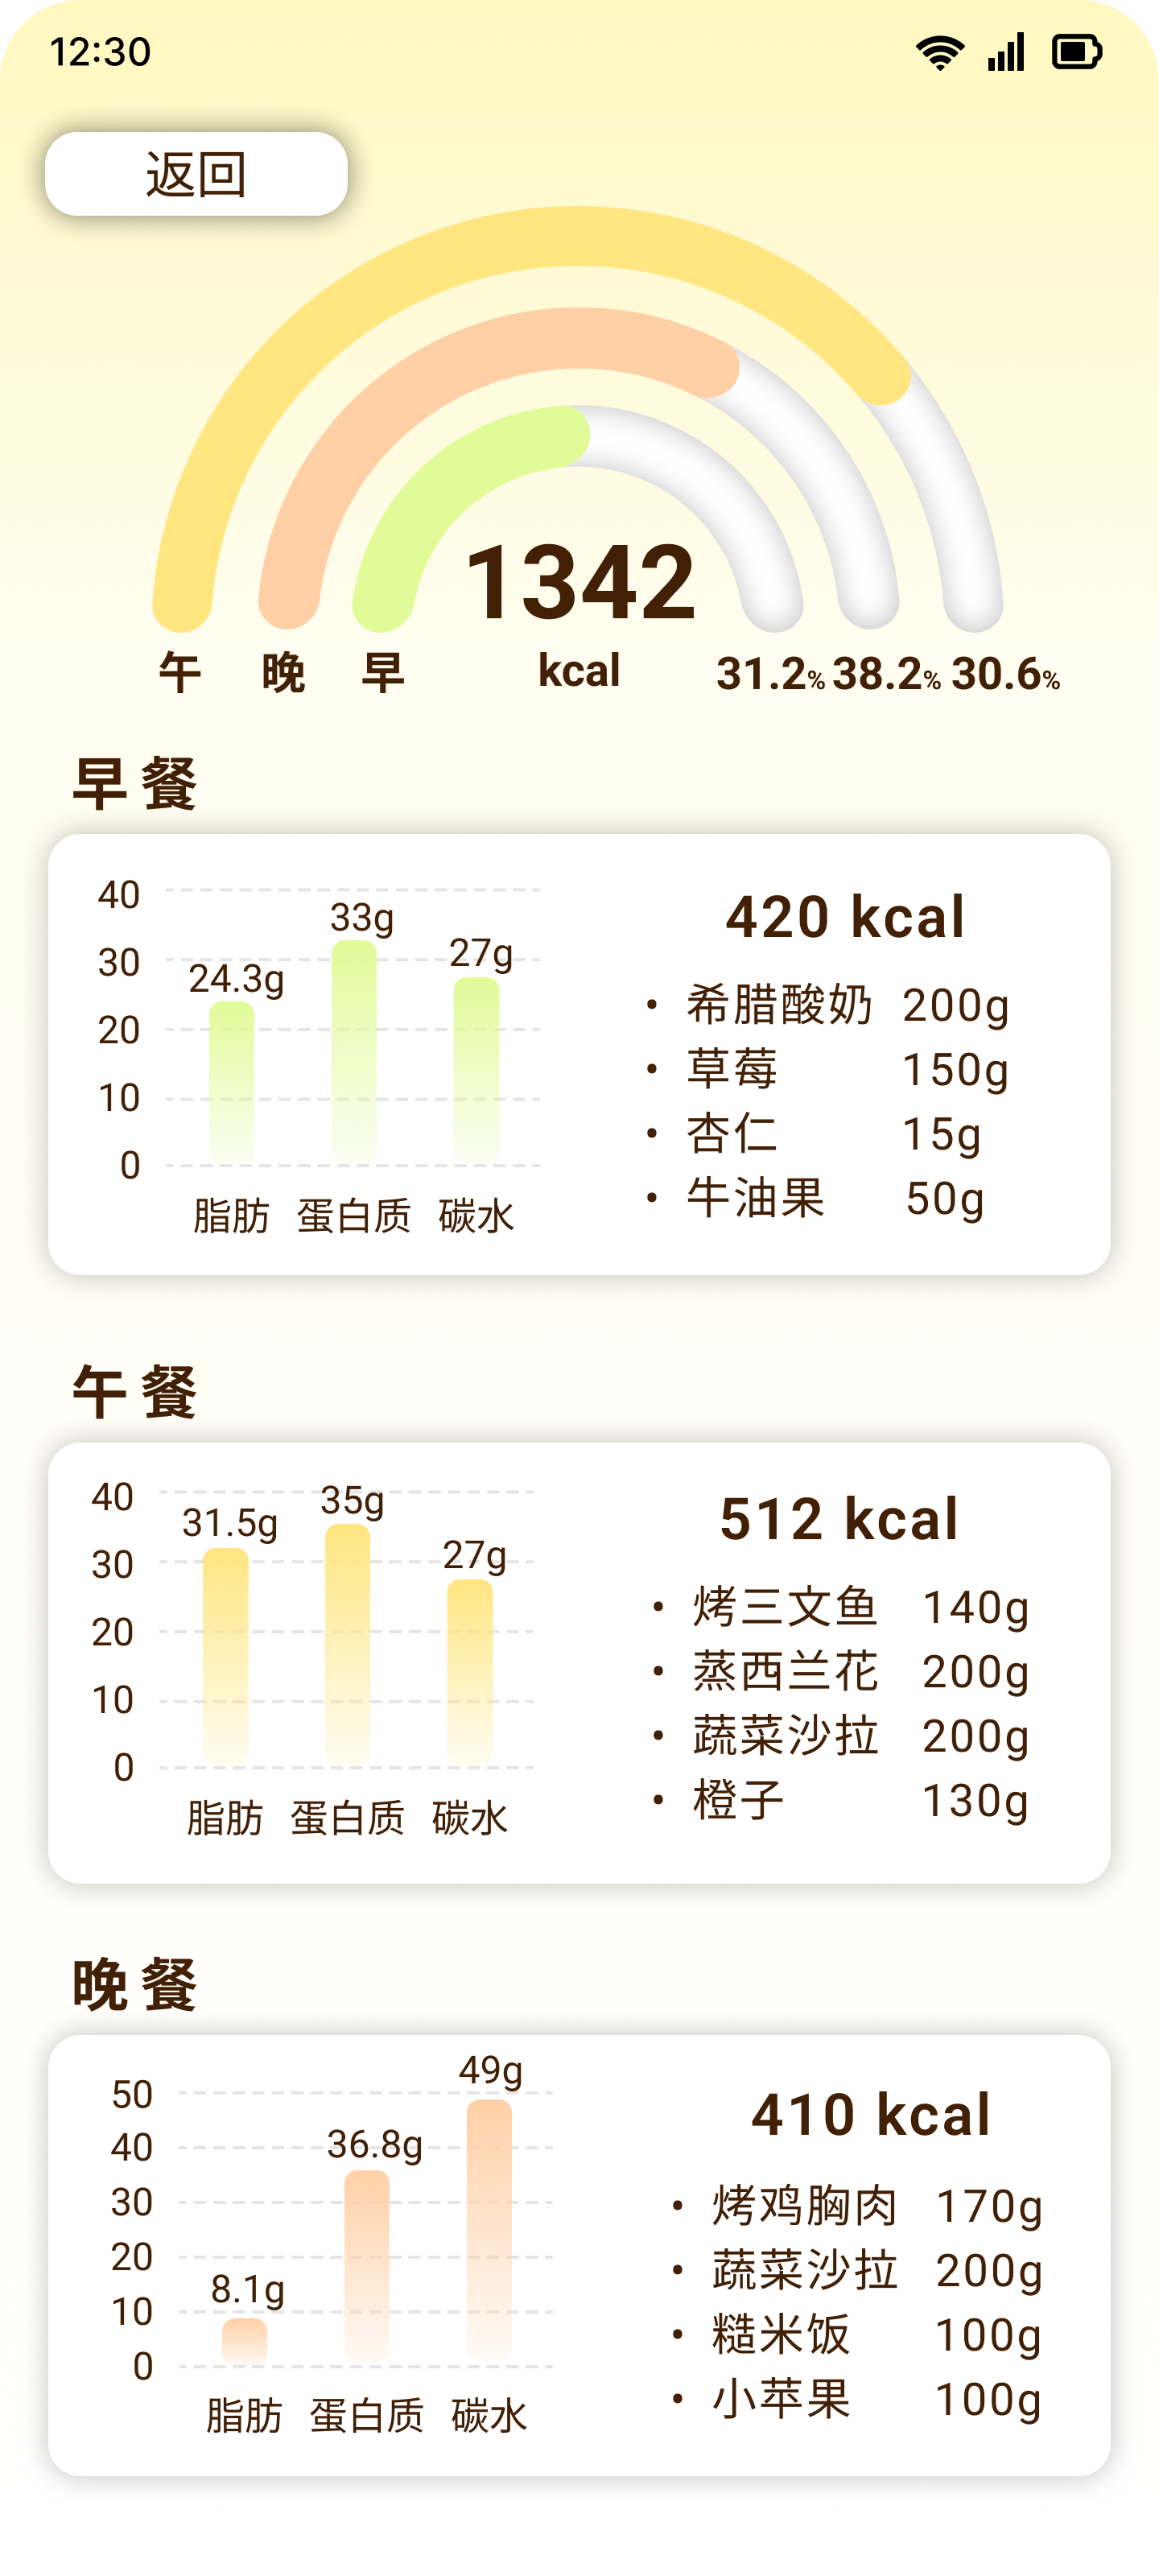 12:30
返回
1342
kcal
午 晚 早
31.2% 38.2% 30.6%
早餐
40
30
20
10
0
24.3g
33g
27g
脂肪 蛋白质 碳水
420 kcal
• 希腊酸奶 200g
• 草莓 150g
• 杏仁 15g
• 牛油果 50g
午餐
40
30
20
10
0
31.5g
35g
27g
脂肪 蛋白质 碳水
512 kcal
• 烤三文鱼 140g
• 蒸西兰花 200g
• 蔬菜沙拉 200g
• 橙子 130g
晚餐
50
40
30
20
10
0
8.1g
36.8g
49g
脂肪 蛋白质 碳水
410 kcal
• 烤鸡胸肉 170g
• 蔬菜沙拉 200g
• 糙米饭 100g
• 小苹果 100g